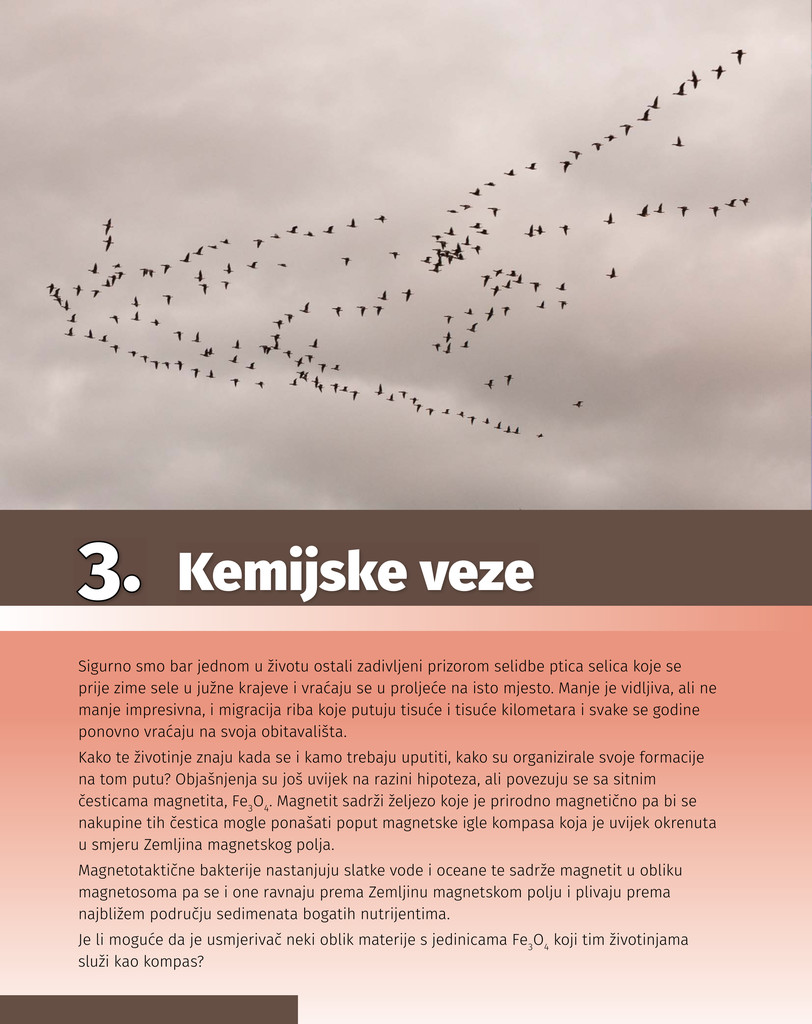 3. Kemijske veze
Sigurno smo bar jednom u životu ostali zadivljeni prizorom selidbe ptica selica koje se
prije zime sele u južne krajeve i vraćaju se u proljeće na isto mjesto. Manje je vidljiva, ali ne
manje impresivna, i migracija riba koje putuju tisuće i tisuće kilometara i svake se godine
ponovno vraćaju na svoja obitavališta.
Kako te životinje znaju kada se i kamo trebaju uputiti, kako su organizirale svoje formacije
na tom putu? Objašnjenja su još uvijek na razini hipoteza, ali povezuju se sa sitnim
česticama magnetita, Fe₃O₄. Magnetit sadrži željezo koje je prirodno magnetično pa bi se
nakupine tih čestica mogle ponašati poput magnetske igle kompasa koja je uvijek okrenuta
u smjeru Zemljina magnetskog polja.
Magnetotaktične bakterije nastanjuju slatke vode i oceane te sadrže magnetit u obliku
magnetosoma pa se i one ravnaju prema Zemljinu magnetskom polju i plivaju prema
najbližem području sedimenata bogatih nutrijentima.
Je li moguće da je usmjerivač neki oblik materije s jedinicama Fe₃O₄ koji tim životinjama
služi kao kompas?